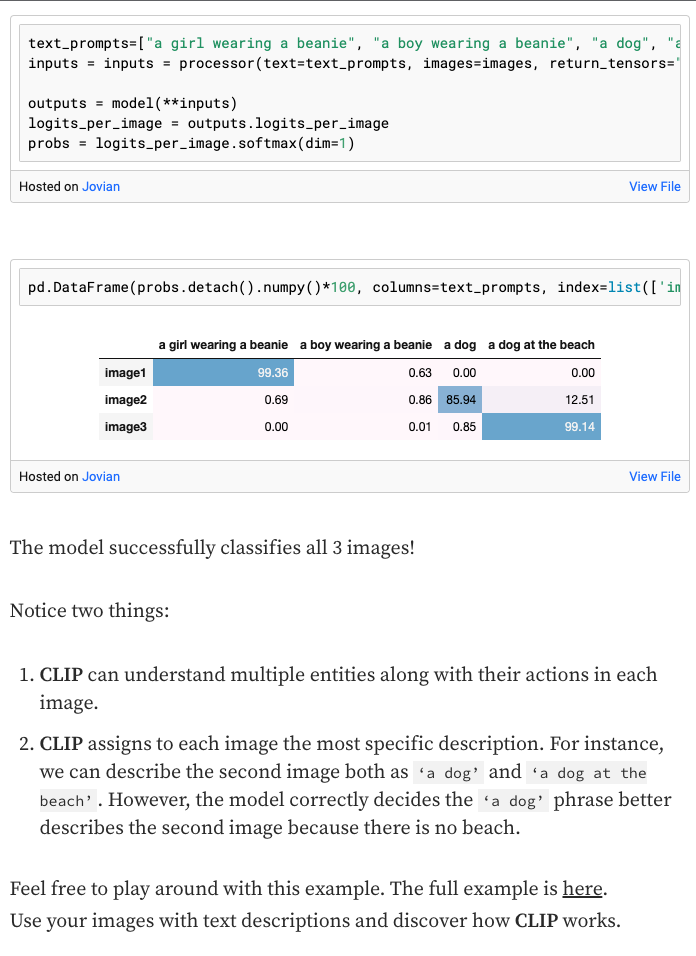 text_prompts=["a girl wearing a beanie", "a boy wearing a beanie", "a dog", "a
inputs = inputs = processor(text=text_prompts, images=images, return_tensors="
outputs = model(**inputs)
logits_per_image = outputs.logits_per_image
probs = logits_per_image.softmax(dim=1)
Hosted on Jovian View File
pd.DataFrame(probs.detach().numpy()*100, columns=text_prompts, index=list(['im
a girl wearing a beanie a boy wearing a beanie a dog a dog at the beach
image1 99.36 0.63 0.00 0.00
image2 0.69 0.86 85.94 12.51
image3 0.00 0.01 0.85 99.14
Hosted on Jovian View File
The model successfully classifies all 3 images!
Notice two things:
1. CLIP can understand multiple entities along with their actions in each
image.
2. CLIP assigns to each image the most specific description. For instance,
we can describe the second image both as ‘a dog’ and ‘a dog at the
beach’. However, the model correctly decides the ‘a dog’ phrase better
describes the second image because there is no beach.
Feel free to play around with this example. The full example is here.
Use your images with text descriptions and discover how CLIP works.